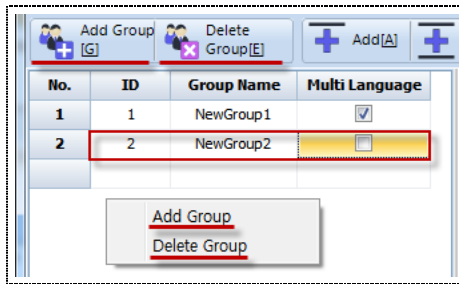 Add Group
[G]
Delete
Group[E]
Add[A]
No. ID Group Name Multi Language
1 1 NewGroup1
2 2 NewGroup2
Add Group
Delete Group